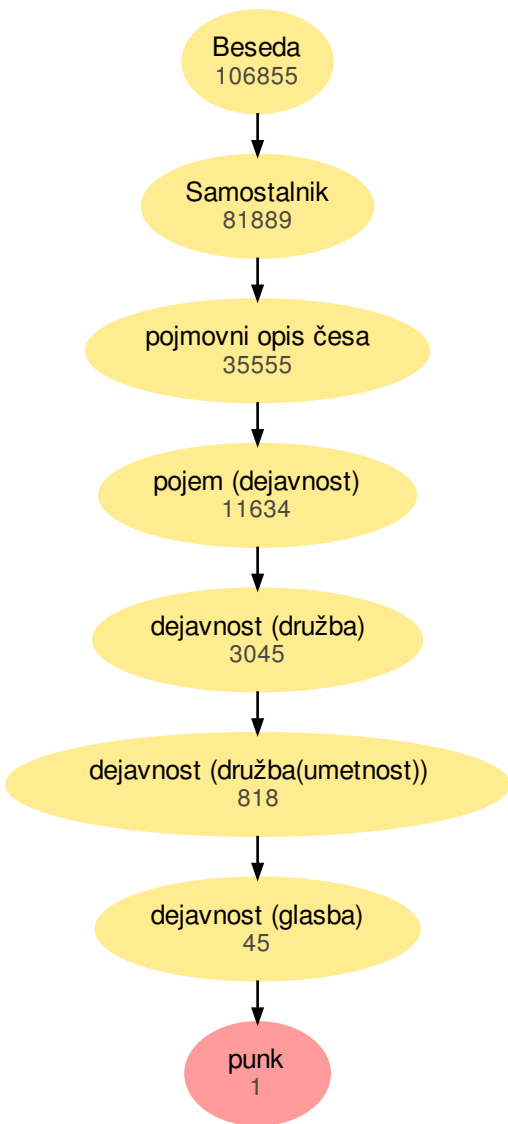 Beseda
106855
Samostalnik
81889
pojmovni opis česa
35555
pojem (dejavnost)
11634
dejavnost (družba)
3045
dejavnost (družba(umetnost))
818
dejavnost (glasba)
45
punk
1